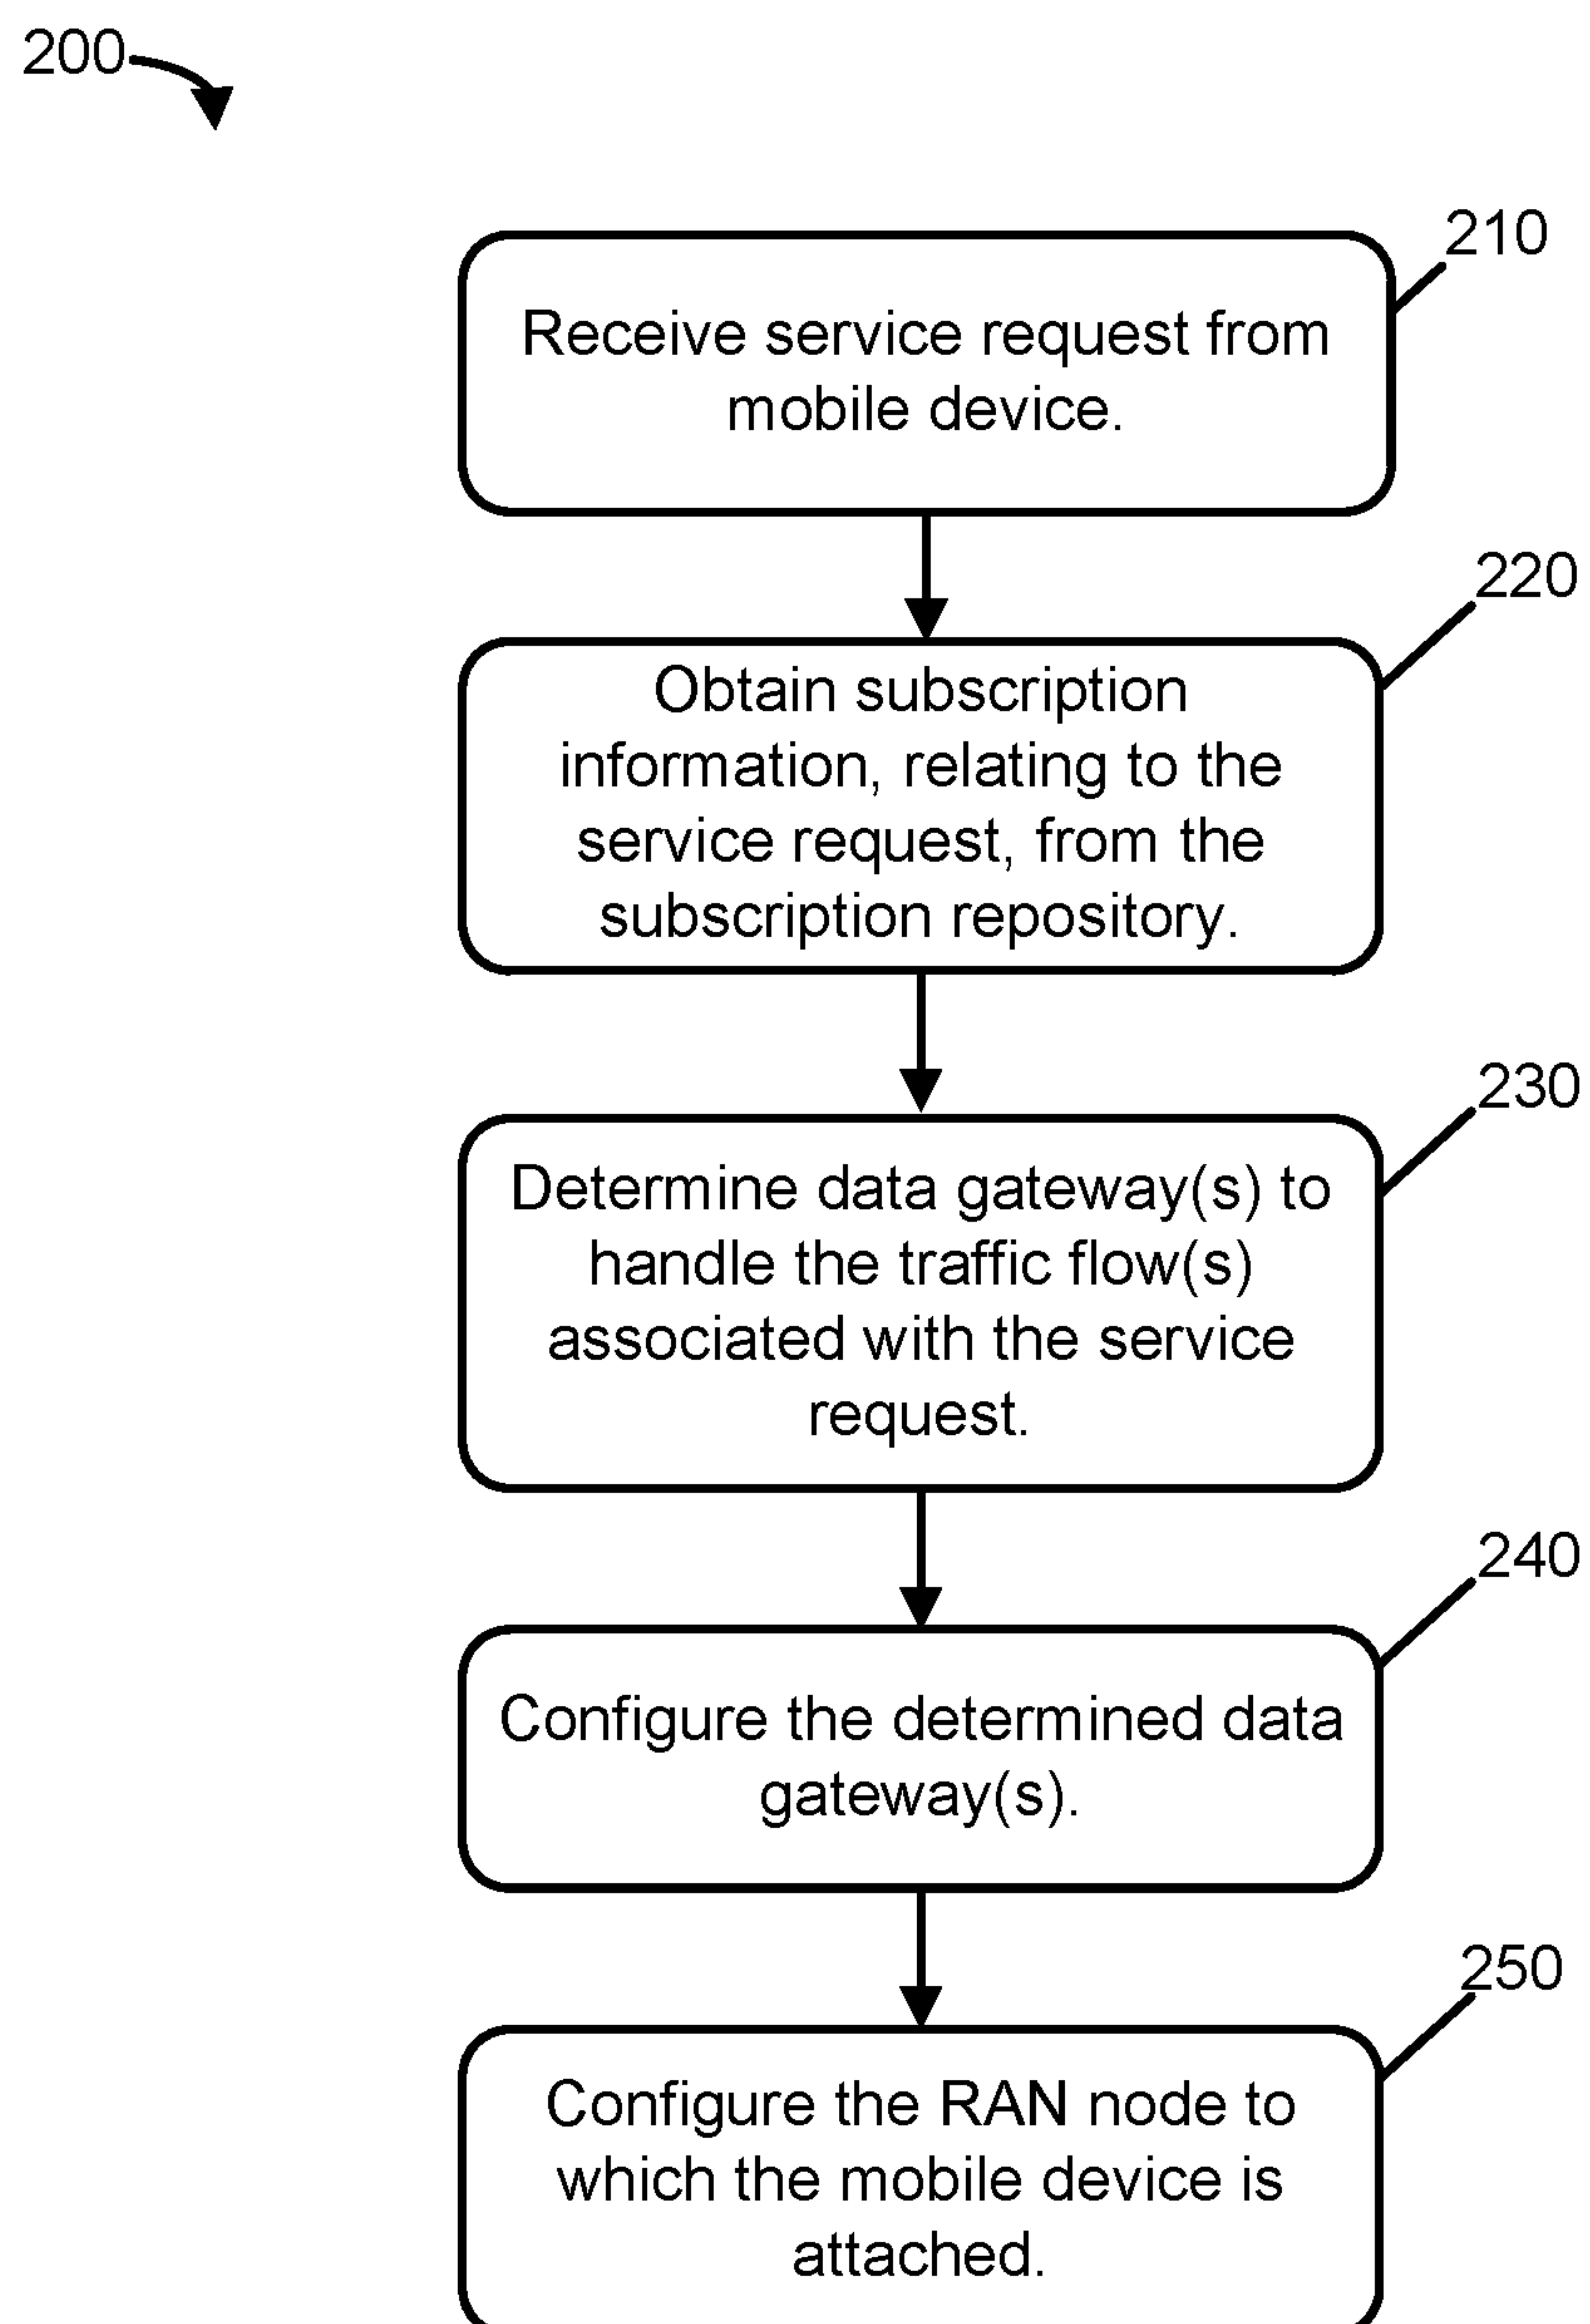 200
210
Receive service request from
mobile device.
220
Obtain subscription
information, relating to the
service request, from the
subscription repository.
230
Determine data gateway(s) to
handle the traffic flow(s)
associated with the service
request.
240
Configure the determined data
gateway(s).
250
Configure the RAN node to
which the mobile device is
attached.